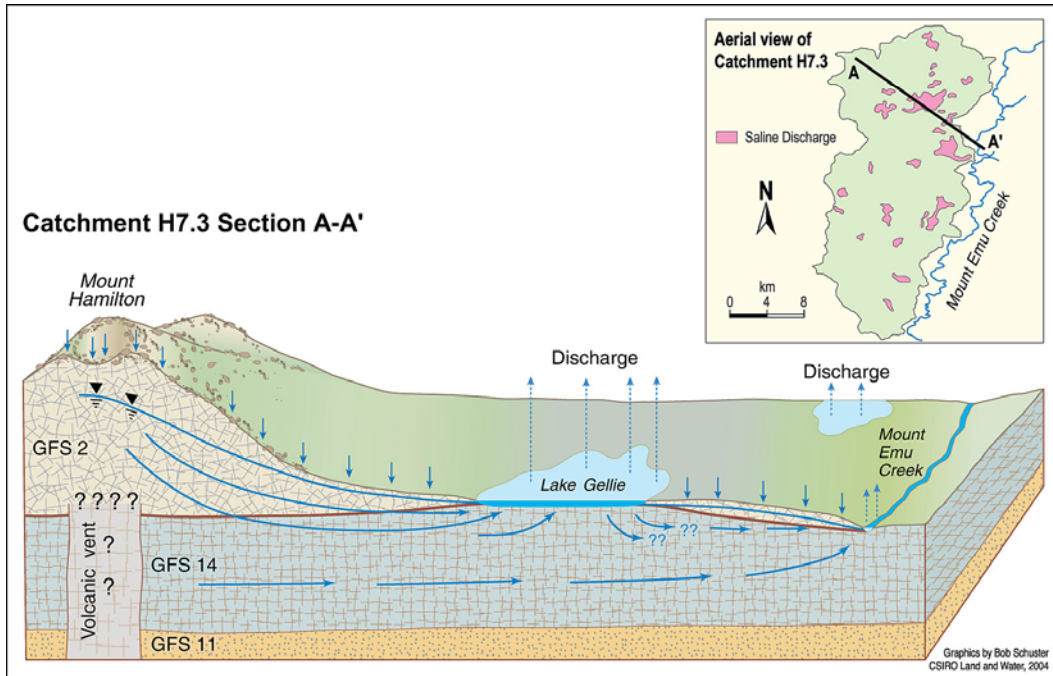 Aerial view of
Catchment H7.3
A
A'
Saline Discharge
N
km
0 4 8
Mount Emu Creek
Catchment H7.3 Section A-A'
Mount
Hamilton
Discharge
Discharge
GFS 2
Lake Gellie
Mount
Emu
Creek
? ? ? ?
??
??
?
?
Volcanic vent
GFS 14
GFS 11
Graphics by Bob Schuster
CSIRO Land and Water, 2004